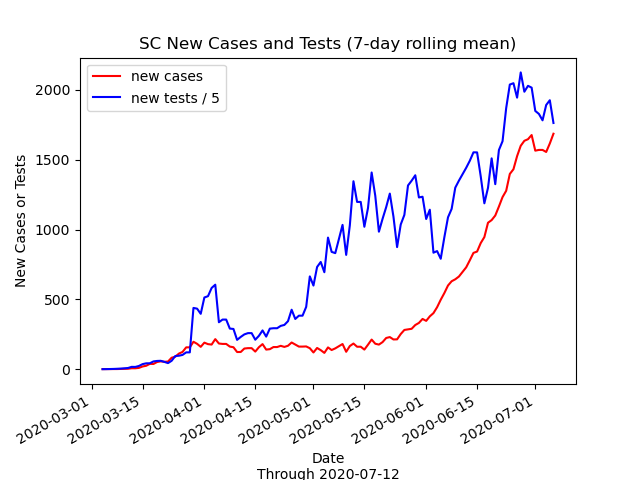 SC New Cases and Tests (7-day rolling mean)
new cases
new tests / 5
New Cases or Tests
2000
1500
1000
500
0
2020-03-01
2020-03-15
2020-04-01
2020-04-15
2020-05-01
2020-05-15
2020-06-01
2020-06-15
2020-07-01
Date
Through 2020-07-12